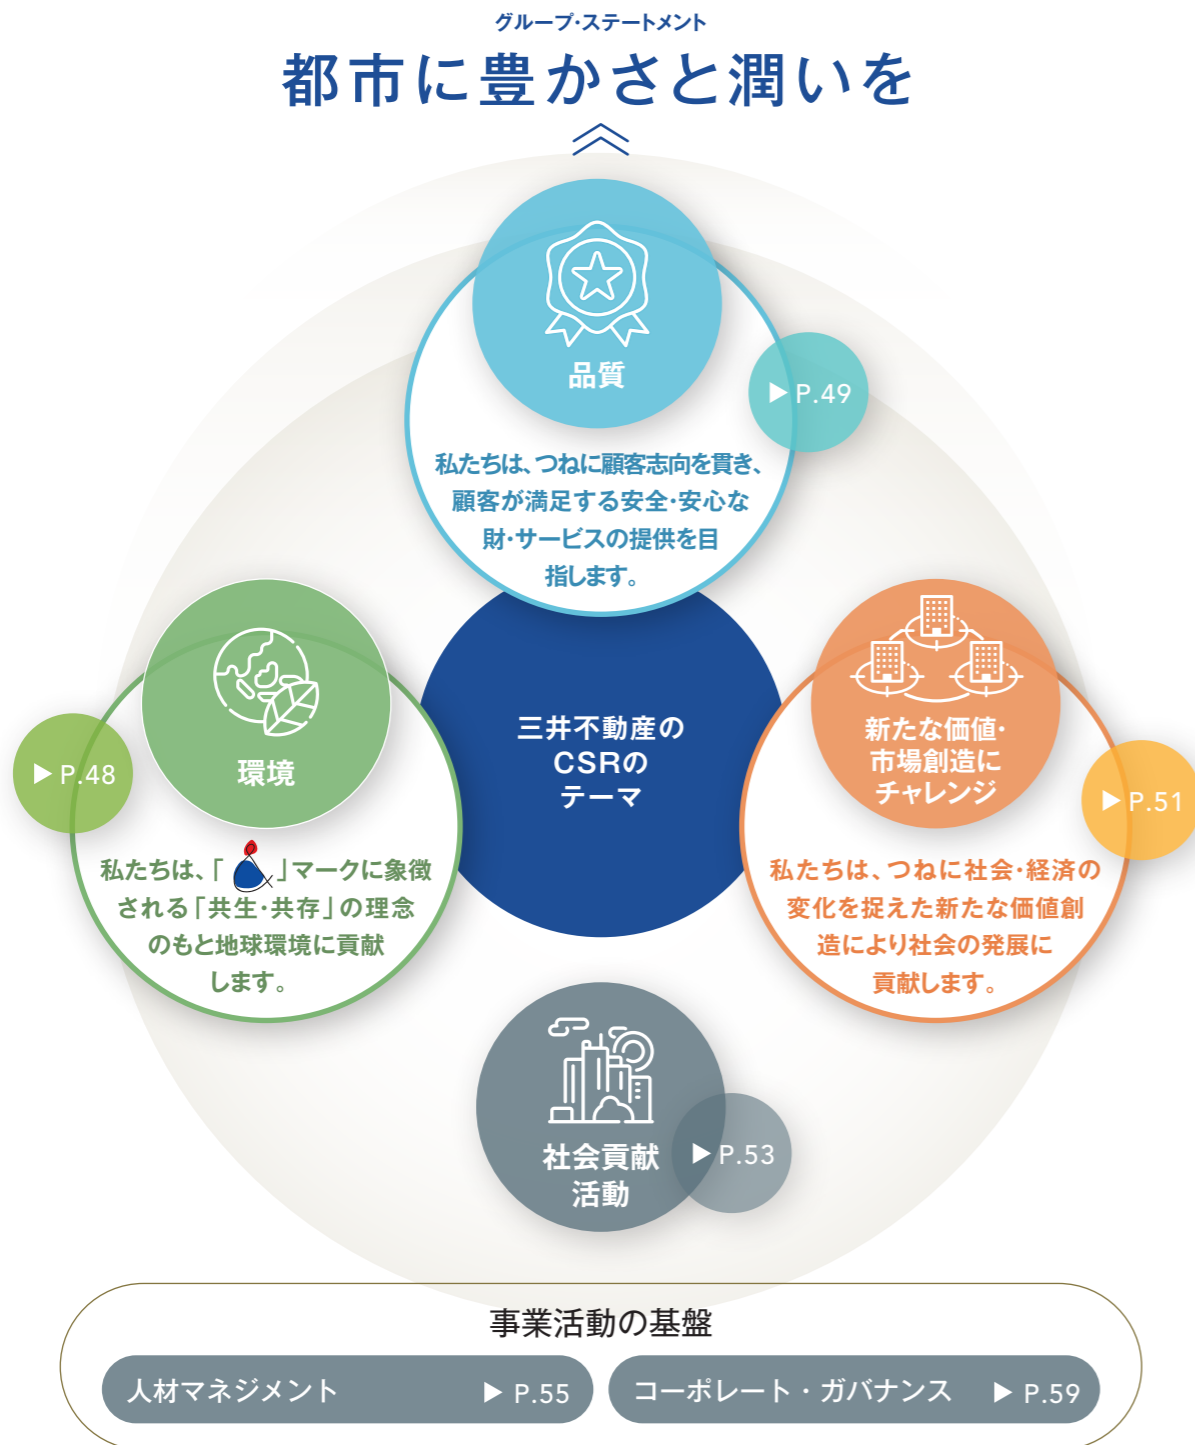 グループ・ステートメント
都市に豊かさと潤いを
品質
▶ P.49
私たちは、つねに顧客志向を貫き、
顧客が満足する安全・安心な
財・サービスの提供を目
指します。
環境
▶ P.48
私たちは、「」マークに象徴
される「共生・共存」の理念
のもと地球環境に貢献
します。
三井不動産の
CSRの
テーマ
新たな価値・
市場創造に
チャレンジ
▶ P.51
私たちは、つねに社会・経済の
変化を捉えた新たな価値創
造により社会の発展に
貢献します。
社会貢献
活動
▶ P.53
事業活動の基盤
人材マネジメント ▶ P.55
コーポレート・ガバナンス ▶ P.59